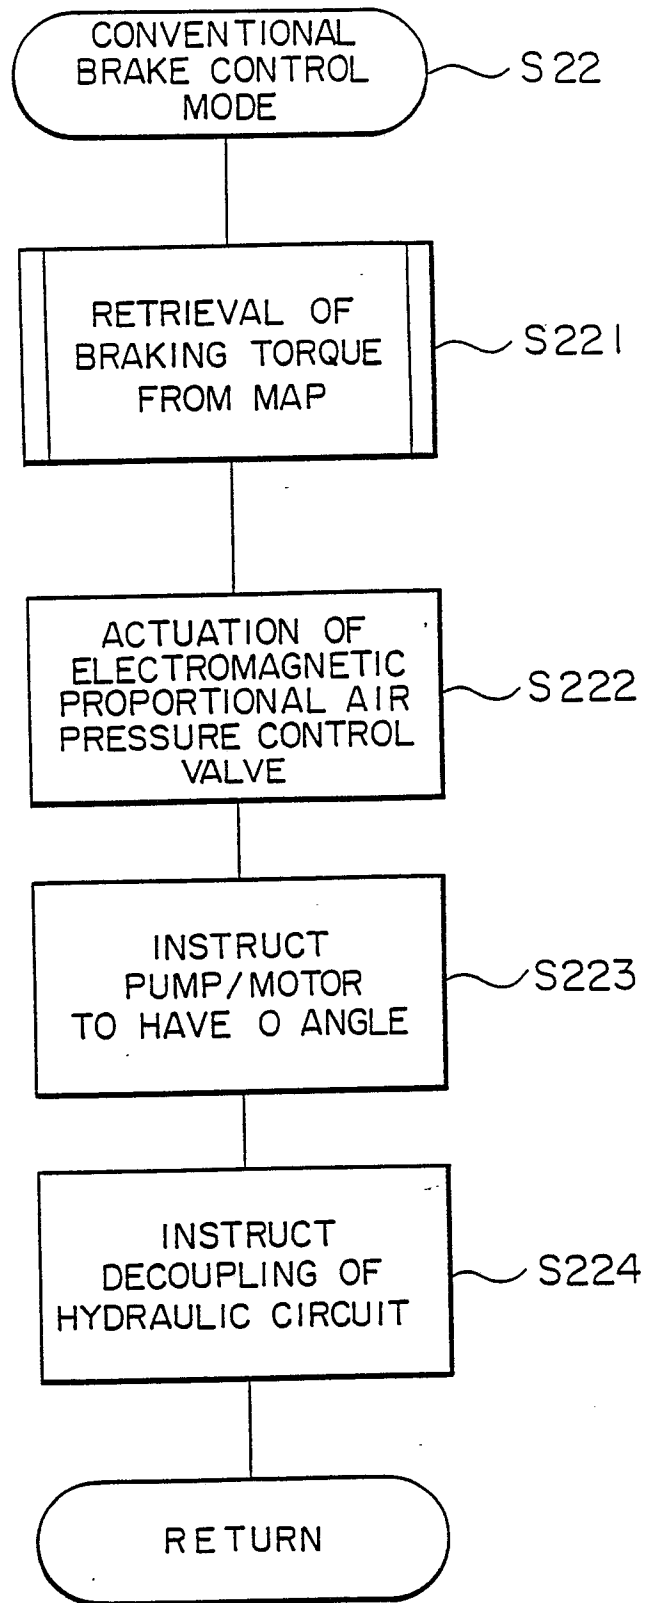 CONVENTIONAL
BRAKE CONTROL
MODE
S22
RETRIEVAL OF
BRAKING TORQUE
FROM MAP
S221
ACTUATION OF
ELECTROMAGNETIC
PROPORTIONAL AIR
PRESSURE CONTROL
VALVE
S222
INSTRUCT
PUMP/MOTOR
TO HAVE 0 ANGLE
S223
INSTRUCT
DECOUPLING OF
HYDRAULIC CIRCUIT
S224
RETURN